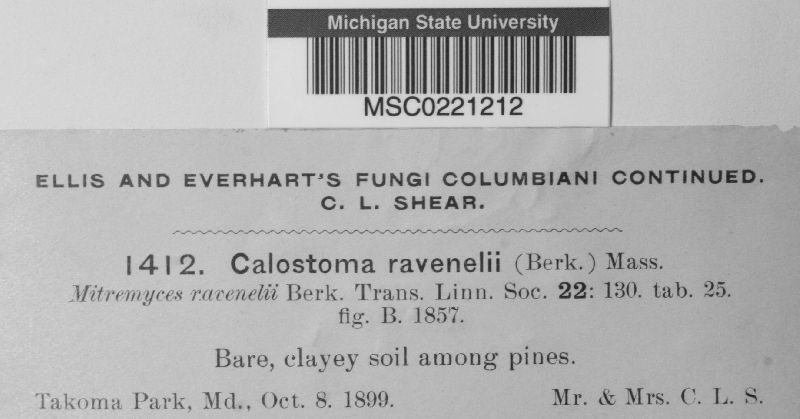 Michigan State University
MSC0221212
ELLIS AND EVERHART'S FUNGI COLUMBIANI CONTINUED.
C. L. SHEAR.
1412. Calostoma ravenelii (Berk.) Mass.
Mitremyces ravenelii Berk. Trans. Linn. Soc. 22: 130. tab. 25.
fig. B. 1857.
Bare, clayey soil among pines.
Takoma Park, Md., Oct. 8. 1899. Mr. & Mrs. C. L. S.